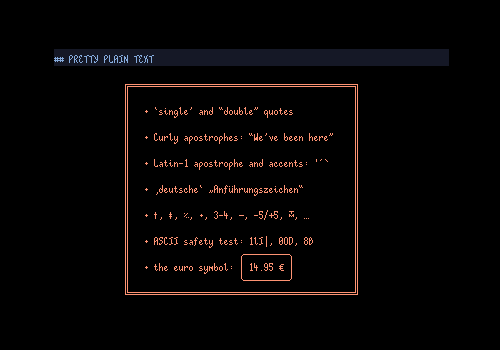 ## PRETTY PLAIN TEXT
• ‘single’ and “double” quotes
• Curly apostrophes: “We’ve been here”
• Latin-1 apostrophe and accents: '´`
• ‚deutsche‘ „Anführungszeichen“
• †, ‡, ‰, •, 3–4, —, −5/+5, ™, …
• ASCII safety test: 1lI|, 0OD, 8B
• the euro symbol: 14.95 €